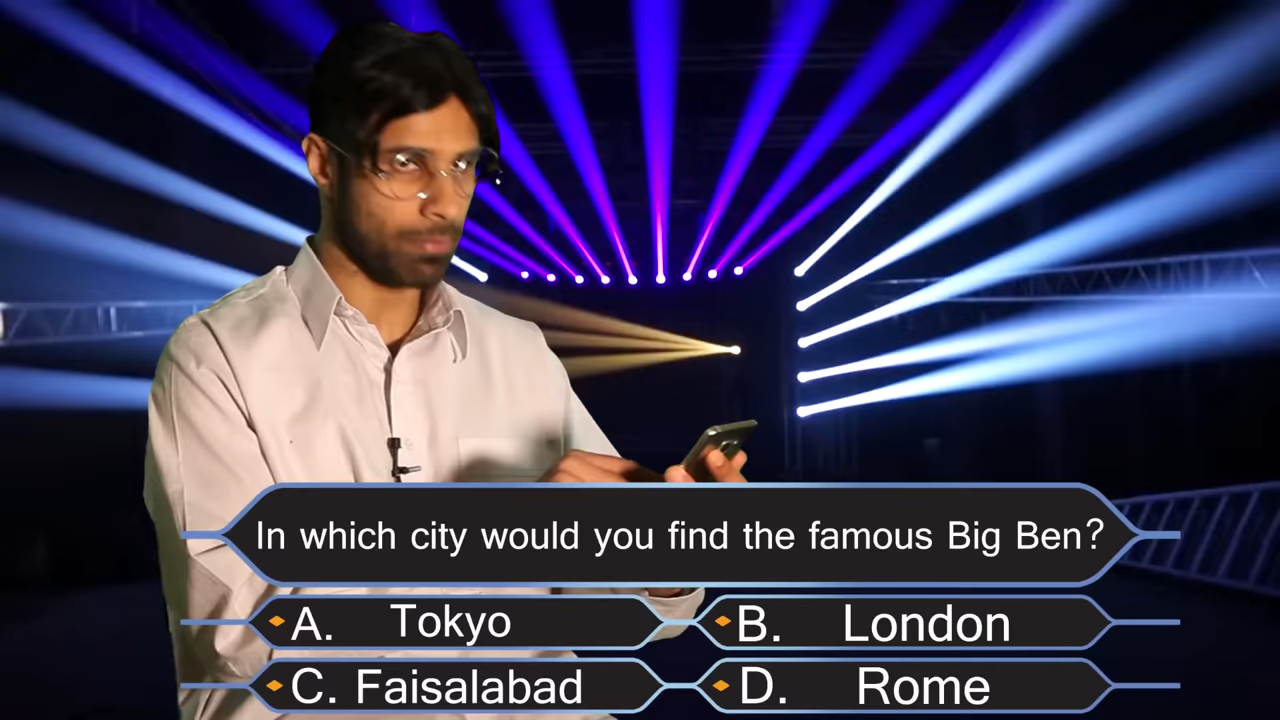 In which city would you find the famous Big Ben?
A. Tokyo
B. London
C. Faisalabad
D. Rome